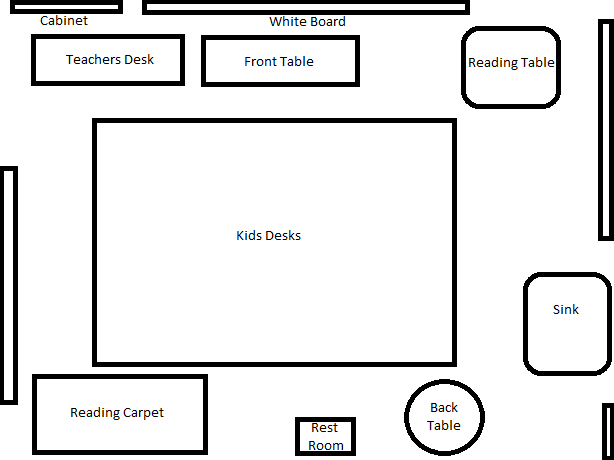 Cabinet
White Board
Teachers Desk
Front Table
Reading Table
Kids Desks
Sink
Reading Carpet
Rest
Room
Back
Table